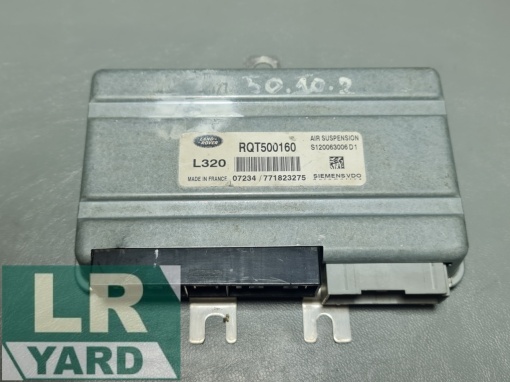 50.10.2
LAND ROVER
RQT500160
AIR SUSPENSION
S120063006 D1
L320
MADE IN FRANCE
07234 / 771823275
SIEMENS VDO
LR
YARD